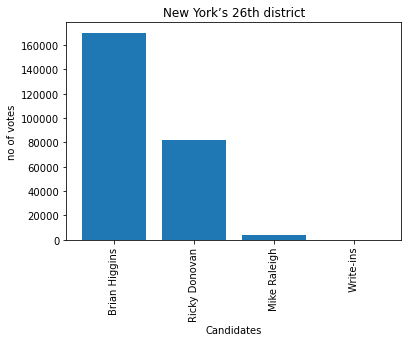 New York’s 26th district
160000
140000
120000
100000
80000
60000
40000
20000
0
no of votes
Brian Higgins
Ricky Donovan
Mike Raleigh
Write-ins
Candidates